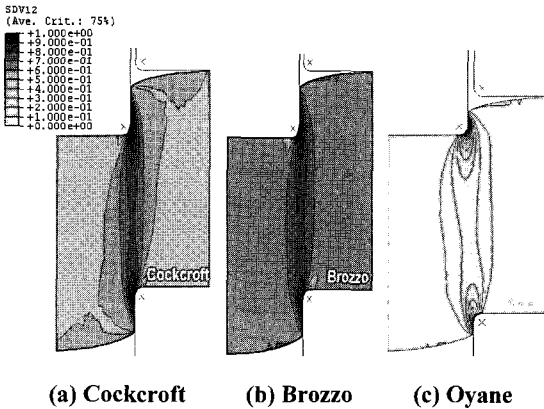 SDV12
(Ave. Crit.: 75%)
+1.000e+00
+9.000e-01
+8.000e-01
+7.000e-01
+6.000e-01
+5.000e-01
+4.000e-01
+3.000e-01
+2.000e-01
+1.000e-01
+0.000e+00
Cockcroft
Brozzo
(a) Cockcroft
(b) Brozzo
(c) Oyane